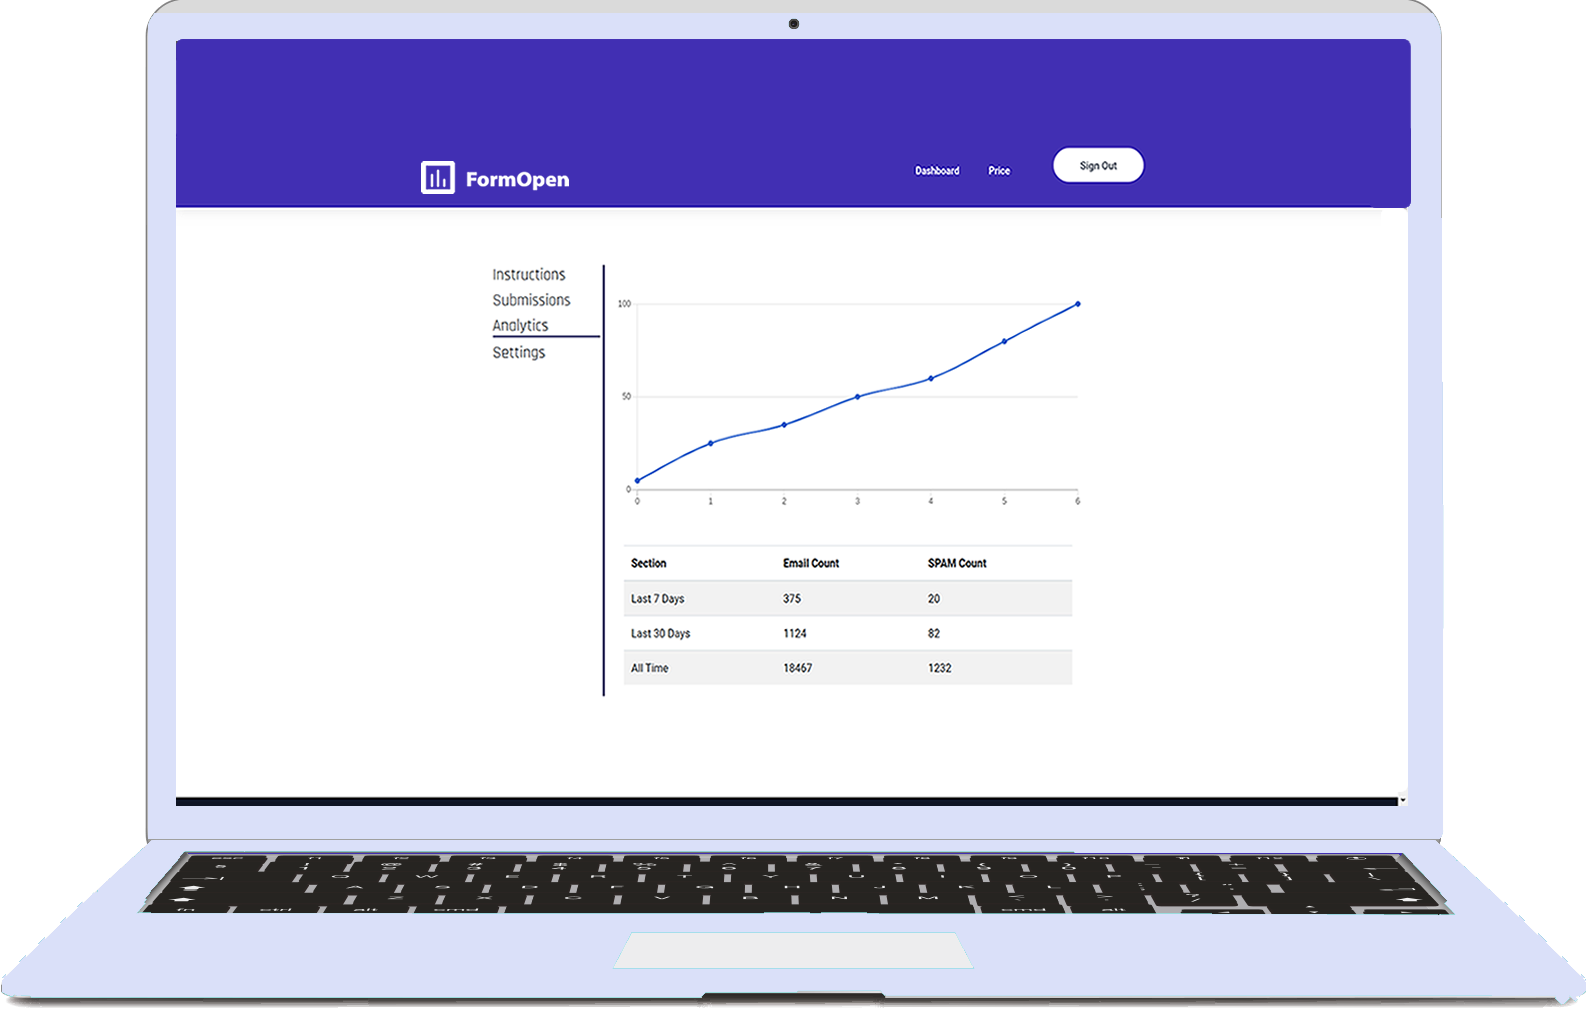 FormOpen
Dashboard Price Sign Out
Instructions
Submissions
Analytics
Settings
100
50
0
0 1 2 3 4 5 6
Section Email Count SPAM Count
Last 7 Days 375 20
Last 30 Days 1124 82
All Time 18467 1232